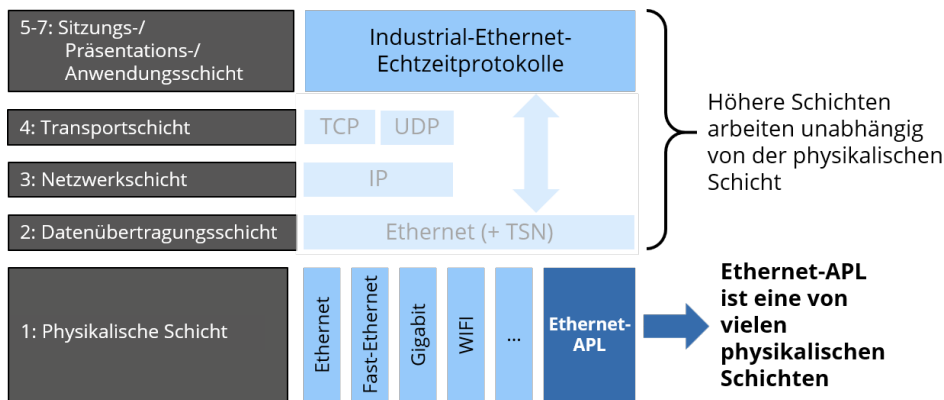 5-7: Sitzungs-/
Präsentations-/
Anwendungsschicht
Industrial-Ethernet-
Echtzeitprotokolle
4: Transportschicht
TCP
UDP
3: Netzwerkschicht
IP
2: Datenübertragungsschicht
Ethernet (+ TSN)
Höhere Schichten
arbeiten unabhängig
von der physikalischen
Schicht
1: Physikalische Schicht
Ethernet
Fast-Ethernet
Gigabit
WIFI
...
Ethernet-
APL
Ethernet-APL
ist eine von
vielen
physikalischen
Schichten